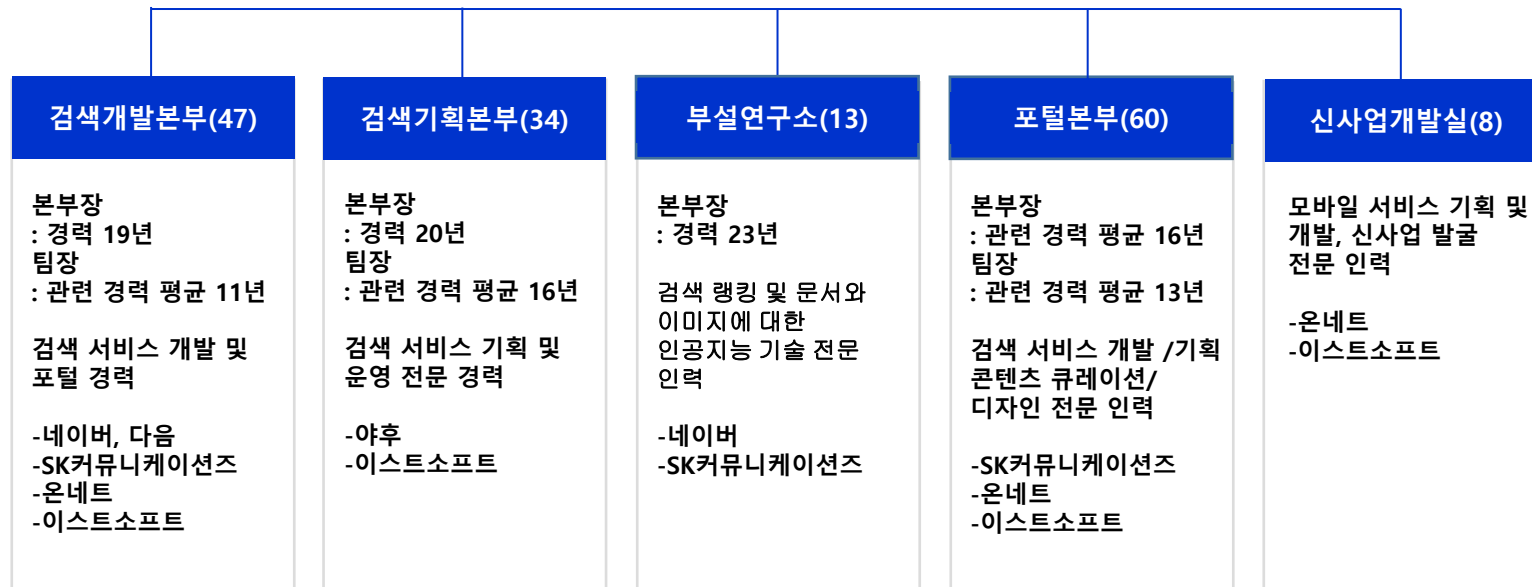 검색개발본부(47)
본부장
: 경력 19년
팀장
: 관련 경력 평균 11년
검색 서비스 개발 및
포털 경력
-네이버, 다음
-SK커뮤니케이션즈
-온네트
-이스트소프트
검색기획본부(34)
본부장
: 경력 20년
팀장
: 관련 경력 평균 16년
검색 서비스 기획 및
운영 전문 경력
-야후
-이스트소프트
부설연구소(13)
본부장
: 경력 23년
검색 랭킹 및 문서와
이미지에 대한
인공지능 기술 전문
인력
-네이버
-SK커뮤니케이션즈
포털본부(60)
본부장
: 관련 경력 평균 16년
팀장
: 관련 경력 평균 13년
검색 서비스 개발 /기획
콘텐츠 큐레이션/
디자인 전문 인력
-SK커뮤니케이션즈
-온네트
-이스트소프트
신사업개발실(8)
모바일 서비스 기획 및
개발, 신사업 발굴
전문 인력
-온네트
-이스트소프트